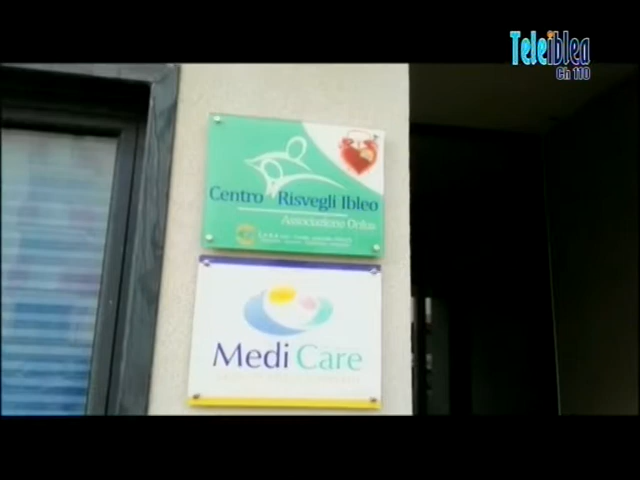 Teleiblea
Ch 110
Centro Risvegli Ibleo
Associazione Onlus
Medi Care